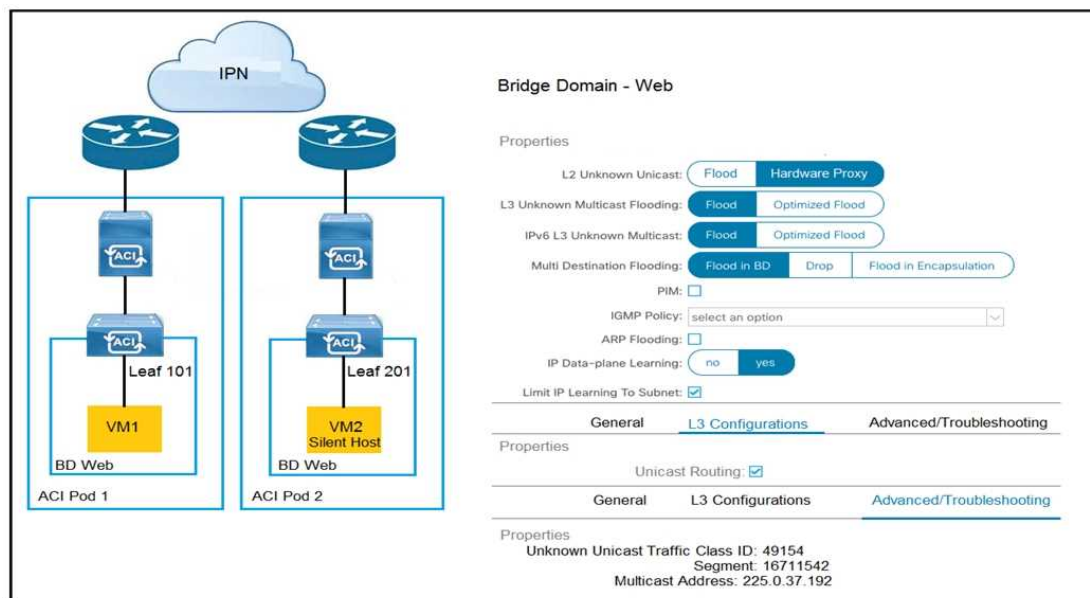 IPN
ACI
ACI
ACI
ACI
Leaf 101
Leaf 201
VM1
VM2
Silent Host
BD Web
BD Web
ACI Pod 1
ACI Pod 2
Bridge Domain - Web
Properties
L2 Unknown Unicast: Flood Hardware Proxy
L3 Unknown Multicast Flooding: Flood Optimized Flood
IPv6 L3 Unknown Multicast: Flood Optimized Flood
Multi Destination Flooding: Flood in BD Drop Flood in Encapsulation
PIM:
IGMP Policy: select an option
ARP Flooding:
IP Data-plane Learning: no yes
Limit IP Learning To Subnet:
General L3 Configurations Advanced/Troubleshooting
Properties
Unicast Routing:
General L3 Configurations Advanced/Troubleshooting
Properties
Unknown Unicast Traffic Class ID: 49154
Segment: 16711542
Multicast Address: 225.0.37.192